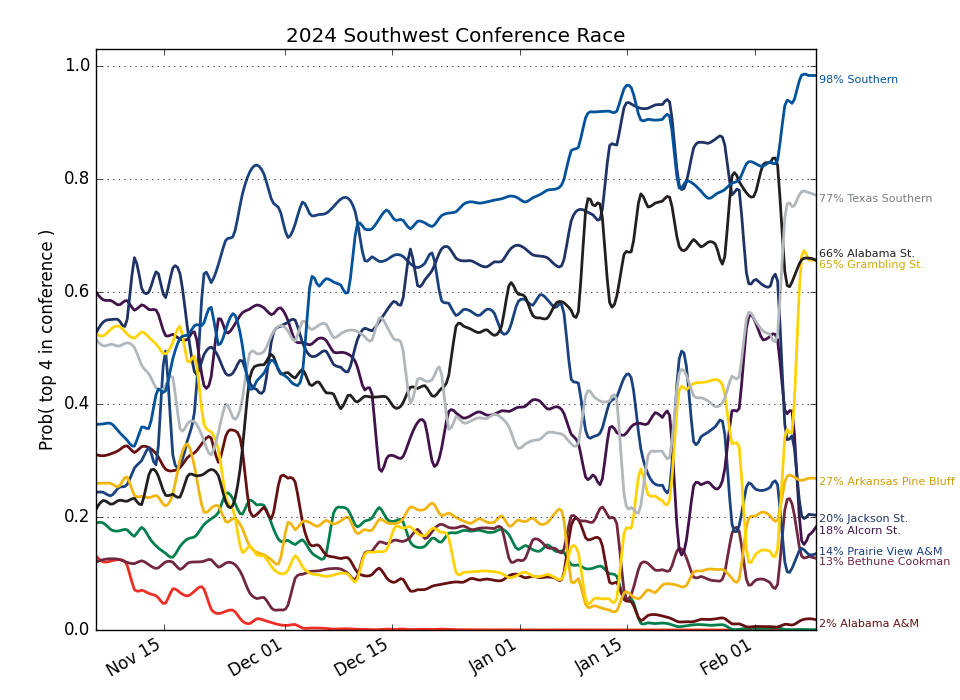 2024 Southwest Conference Race
Prob( top 4 in conference )
1.0
0.8
0.6
0.4
0.2
0.0
Nov 15
Dec 01
Dec 15
Jan 01
Jan 15
Feb 01
98% Southern
77% Texas Southern
66% Alabama St.
65% Grambling St.
27% Arkansas Pine Bluff
20% Jackson St.
18% Alcorn St.
14% Prairie View A&M
13% Bethune Cookman
2% Alabama A&M